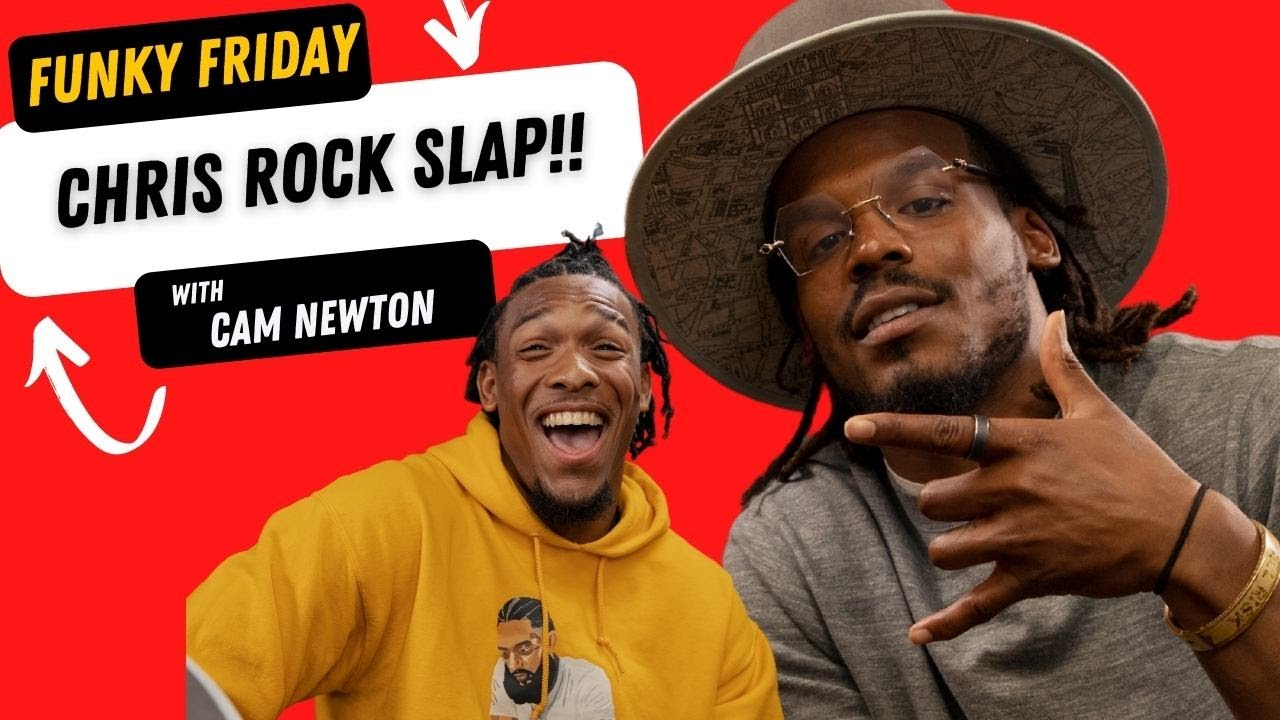 FUNKY FRIDAY
CHRIS ROCK SLAP!!
WITH
CAM NEWTON